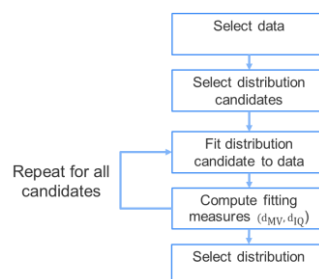 Select data
Select distribution
candidates
Fit distribution
candidate to data
Repeat for all
candidates
Compute fitting
measures (dMV, dIQ)
Select distribution